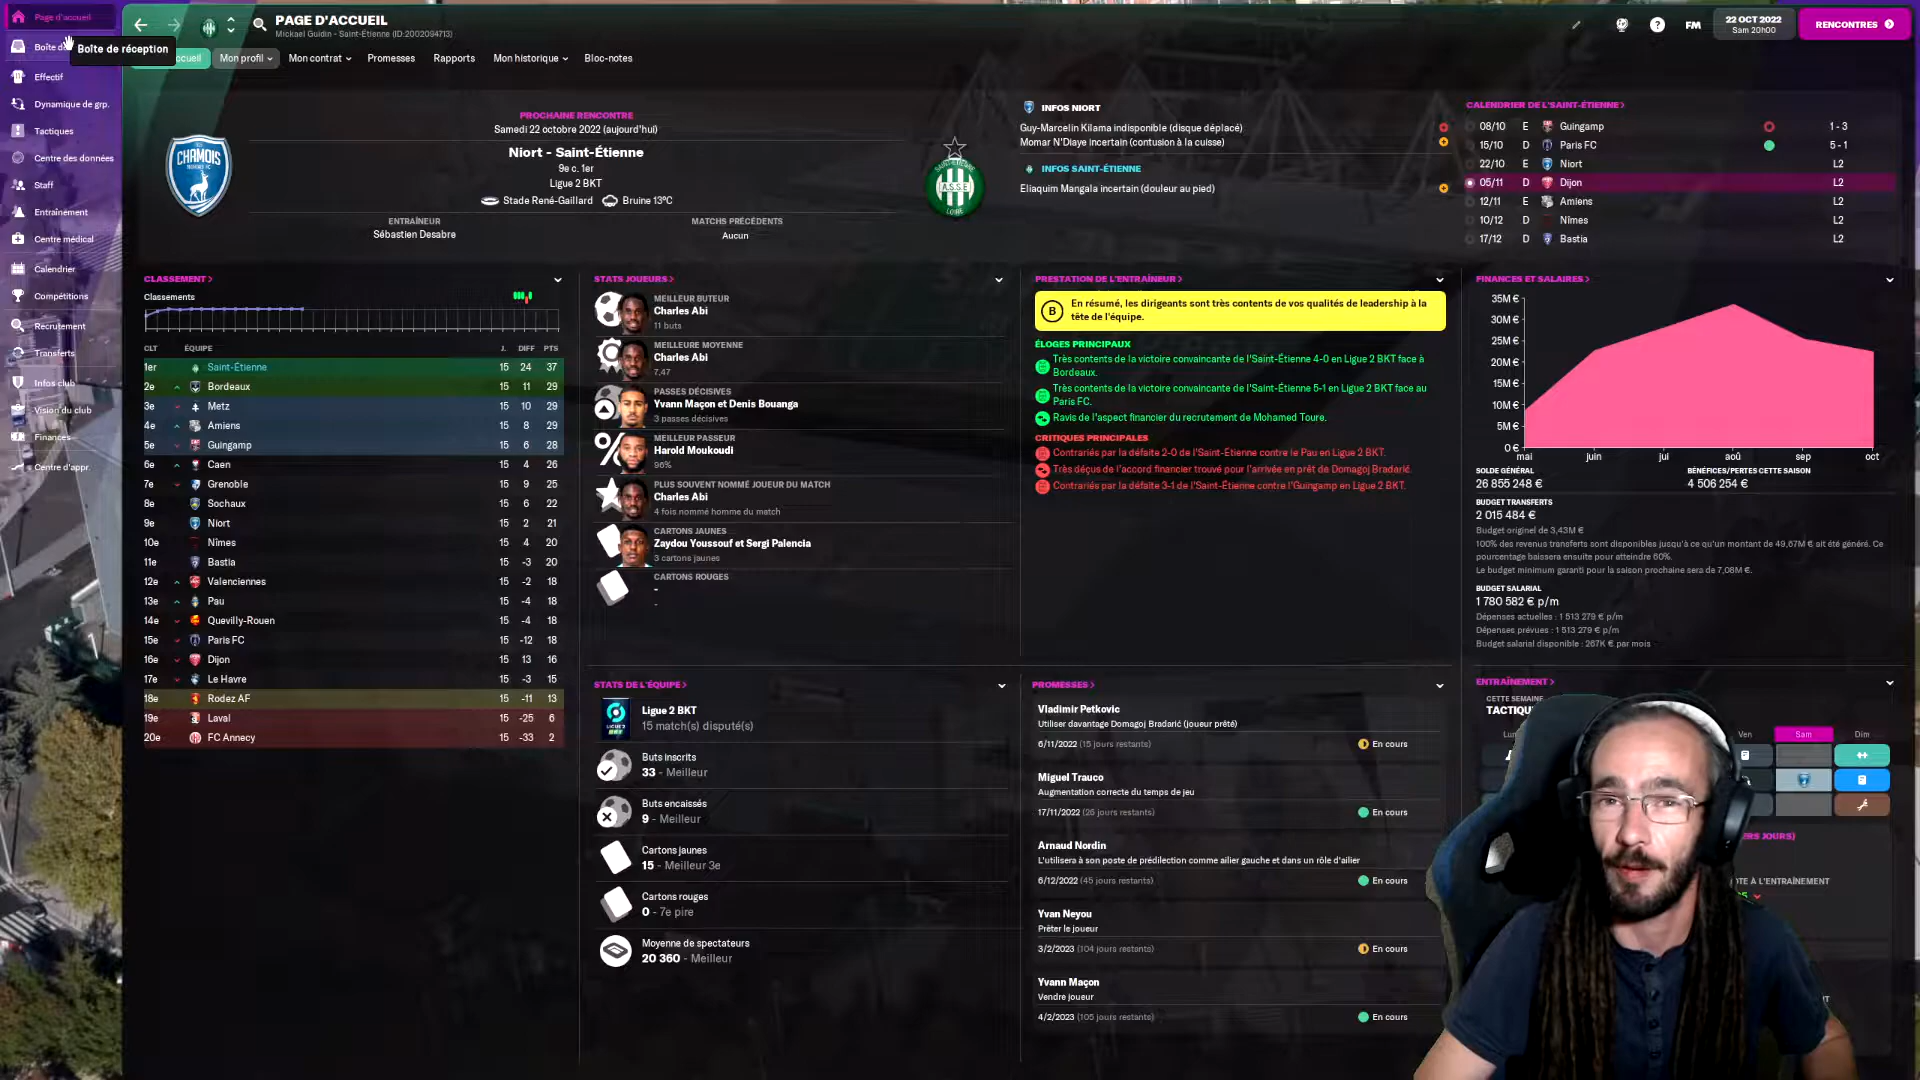 Page d'accueil
PAGE D'ACCUEIL
Mickael Guidin - Saint-Étienne (ID:2002094713)
FM
22 OCT 2022
Sam 20h00
RENCONTRES
Boîte de réception
Mon profil
Mon contrat
Promesses
Rapports
Mon historique
Bloc-notes
Effectif
Dynamique de grp.
Tactiques
Centre des données
Staff
Entraînement
Centre médical
Calendrier
Compétitions
Recrutement
Transferts
Infos club
Vision du club
Finances
Centre d'appr.
PROCHAINE RENCONTRE
Samedi 22 octobre 2022 (aujourd'hui)
Niort - Saint-Étienne
9e c. 1er
Ligue 2 BKT
Stade René-Gaillard Bruine 13°C
ENTRAÎNEUR
Sébastien Desabre
MATCHS PRÉCÉDENTS
Aucun
CHAMOIS
A.S.S.E
LOIRE
INFOS NIORT
Guy-Marcelin Kilama indisponible (disque déplacé)
Momar N'Diaye incertain (contusion à la cuisse)
INFOS SAINT-ÉTIENNE
Eliaquim Mangala incertain (douleur au pied)
CALENDRIER DE L'SAINT-ÉTIENNE
08/10 E Guingamp 1 - 3
15/10 D Paris FC 5 - 1
22/10 E Niort L2
05/11 D Dijon L2
12/11 E Amiens L2
10/12 D Nîmes L2
17/12 D Bastia L2
CLASSEMENT
Classements
CLT ÉQUIPE J. DIFF PTS
1er Saint-Étienne 15 24 37
2e Bordeaux 15 11 29
3e Metz 15 10 29
4e Amiens 15 8 29
5e Guingamp 15 6 28
6e Caen 15 4 26
7e Grenoble 15 9 25
8e Sochaux 15 6 22
9e Niort 15 2 21
10e Nîmes 15 4 20
11e Bastia 15 -3 20
12e Valenciennes 15 -2 18
13e Pau 15 -4 18
14e Quevilly-Rouen 15 -4 18
15e Paris FC 15 -12 18
16e Dijon 15 13 16
17e Le Havre 15 -3 15
18e Rodez AF 15 -11 13
19e Laval 15 -25 6
20e FC Annecy 15 -33 2
STATS JOUEURS
MEILLEUR BUTEUR
Charles Abi
11 buts
MEILLEURE MOYENNE
Charles Abi
7,47
PASSES DÉCISIVES
Yvann Maçon et Denis Bouanga
3 passes décisives
MEILLEUR PASSEUR
Harold Moukoudi
96%
PLUS SOUVENT NOMMÉ JOUEUR DU MATCH
Charles Abi
4 fois nommé homme du match
CARTONS JAUNES
Zaydou Youssouf et Sergi Palencia
3 cartons jaunes
CARTONS ROUGES
-
-
PRESTATION DE L'ENTRAÎNEUR
B En résumé, les dirigeants sont très contents de vos qualités de leadership à la
tête de l'équipe.
ÉLOGES PRINCIPAUX
Très contents de la victoire convaincante de l'Saint-Étienne 4-0 en Ligue 2 BKT face à
Bordeaux.
Très contents de la victoire convaincante de l'Saint-Étienne 5-1 en Ligue 2 BKT face au
Paris FC.
Ravis de l'aspect financier du recrutement de Mohamed Toure.
CRITIQUES PRINCIPALES
Contrariés par la défaite 2-0 de l'Saint-Étienne contre le Pau en Ligue 2 BKT.
Très déçus de l'accord financier trouvé pour l'arrivée en prêt de Domagoj Bradarić.
Contrariés par la défaite 3-1 de l'Saint-Étienne contre l'Guingamp en Ligue 2 BKT.
FINANCES ET SALAIRES
35M €
30M €
25M €
20M €
15M €
10M €
5M €
0 €
mai juin jui aoû sep oct
SOLDE GÉNÉRAL
26 855 248 €
BÉNÉFICES/PERTES CETTE SAISON
4 506 254 €
BUDGET TRANSFERTS
2 015 484 €
Budget originel de 3,43M €
100% des revenus transferts sont disponibles jusqu'à ce qu'un montant de 49,67M € ait été généré. Ce
pourcentage baissera ensuite pour atteindre 60%.
Le budget minimum garanti pour la saison prochaine sera de 7,08M €.
BUDGET SALARIAL
1 780 582 € p/m
Dépenses actuelles : 1 513 279 € p/m
Dépenses prévues : 1 513 279 € p/m
Budget salarial disponible : 267K € par mois
STATS DE L'ÉQUIPE
Ligue 2 BKT
15 match(s) disputé(s)
Buts inscrits
33 - Meilleur
Buts encaissés
9 - Meilleur
Cartons jaunes
15 - Meilleur 3e
Cartons rouges
0 - 7e pire
Moyenne de spectateurs
20 360 - Meilleur
PROMESSES
Vladimir Petkovic
Utiliser davantage Domagoj Bradarić (joueur prêté)
6/11/2022 (15 jours restants) En cours
Miguel Trauco
Augmentation correcte du temps de jeu
17/11/2022 (26 jours restants) En cours
Arnaud Nordin
L'utilisera à son poste de prédilection comme ailier gauche et dans un rôle d'ailier
6/12/2022 (45 jours restants) En cours
Yvan Neyou
Prêter le joueur
3/2/2023 (104 jours restants) En cours
Yvann Maçon
Vendre joueur
4/2/2023 (105 jours restants) En cours
ENTRAÎNEMENT
CETTE SEMAINE
Ven Sam Dim